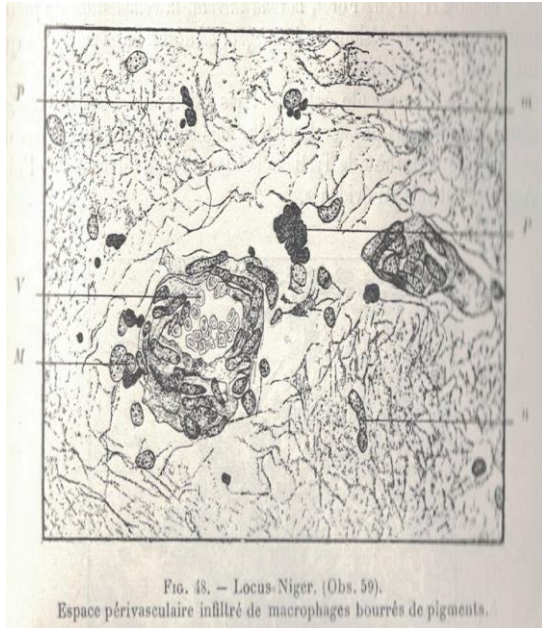 p
m
P
V
M
n
FIG. 48. — Locus-Niger. (Obs. 59).
Espace périvasculaire infiltré de macrophages bourrés de pigments.